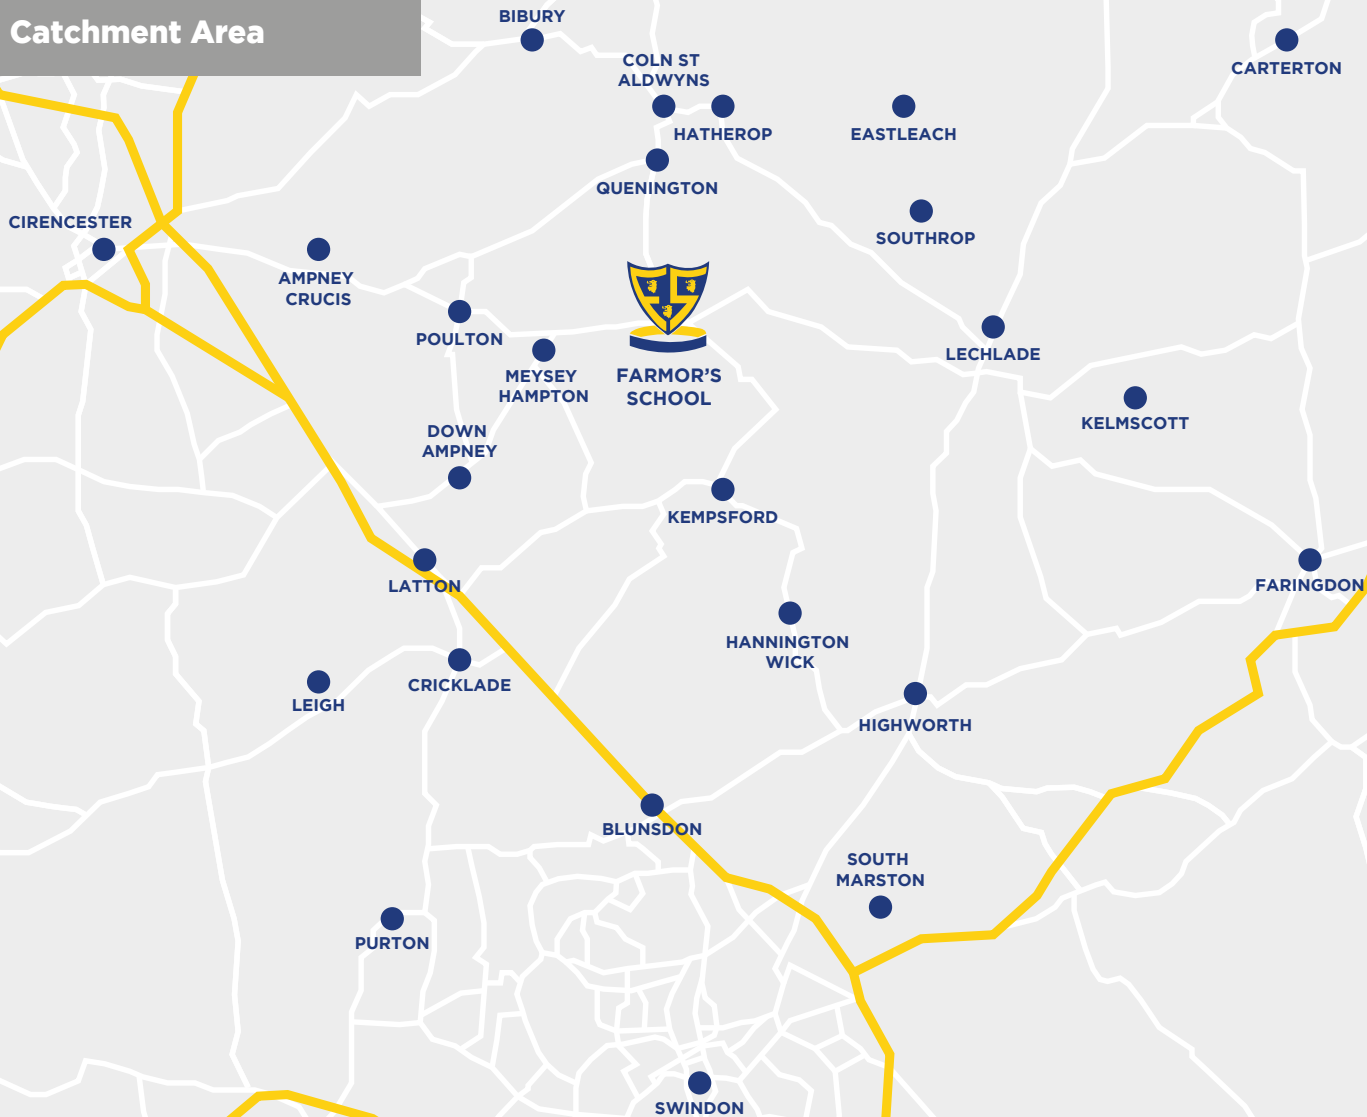 Catchment Area
BIBURY
COLN ST
ALDWYNS
CARTERTON
HATHEROP
EASTLEACH
QUENINGTON
CIRENCESTER
SOUTHROP
AMPNEY
CRUCIS
POULTON
LECHLADE
MEYSEY
HAMPTON
FARMOR'S
SCHOOL
KELMSCOTT
DOWN
AMPNEY
KEMPSFORD
LATTON
FARINGDON
HANNINGTON
WICK
CRICKLADE
LEIGH
HIGHWORTH
BLUNSDON
SOUTH
MARSTON
PURTON
SWINDON